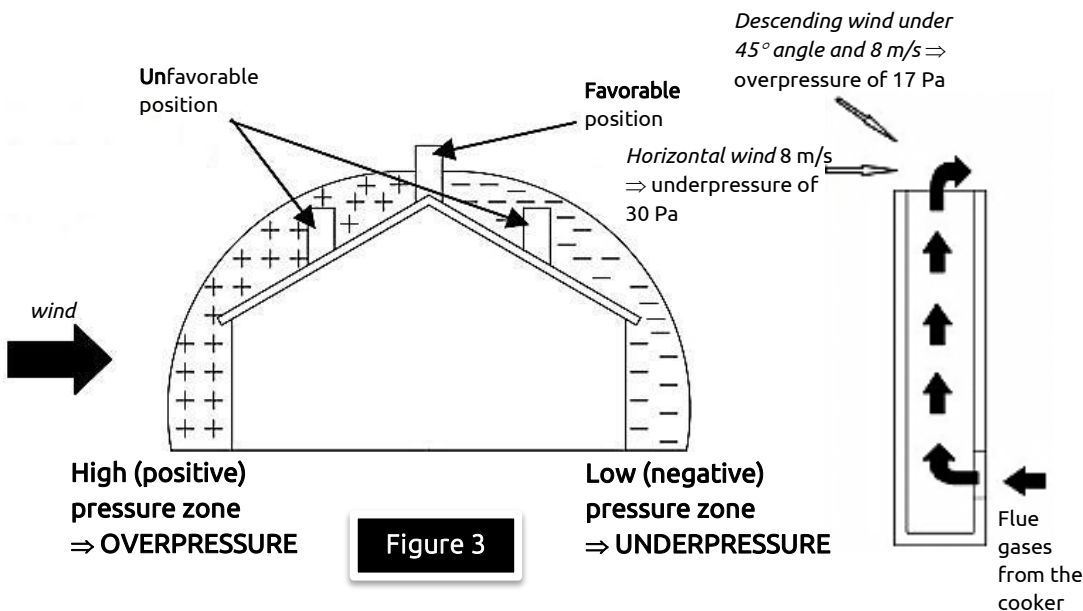 Descending wind under
45° angle and 8 m/s ⇒
overpressure of 17 Pa
Unfavorable
position
Favorable
position
Horizontal wind 8 m/s
⇒ underpressure of
30 Pa
wind
High (positive)
pressure zone
⇒ OVERPRESSURE
Figure 3
Low (negative)
pressure zone
⇒ UNDERPRESSURE
Flue
gases
from the
cooker